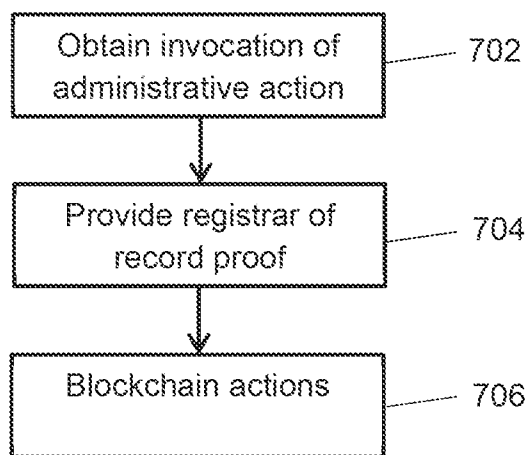 Obtain invocation of
administrative action
702
Provide registrar of
record proof
704
Blockchain actions
706